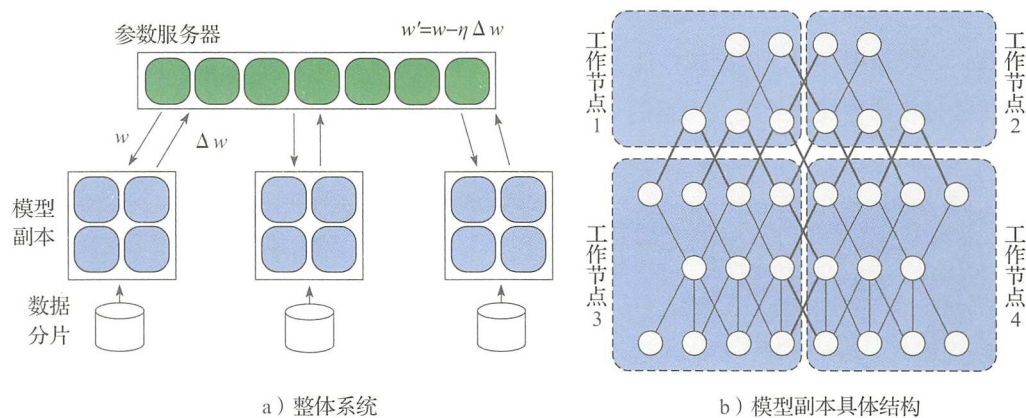 参数服务器
w'=w−η Δw
w
Δw
模型
副本
数据
分片
a）整体系统
工作节点1
工作节点2
工作节点3
工作节点4
b）模型副本具体结构